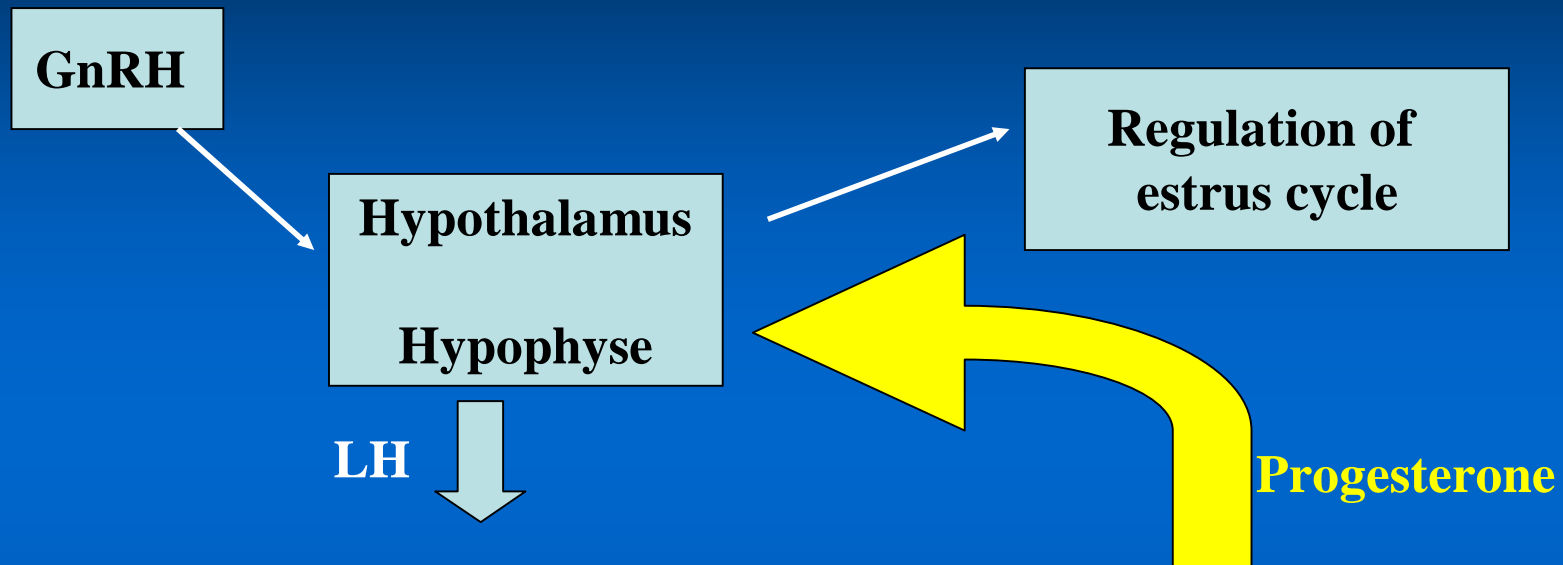 GnRH
Regulation of
estrus cycle
Hypothalamus
Hypophyse
LH
Progesterone